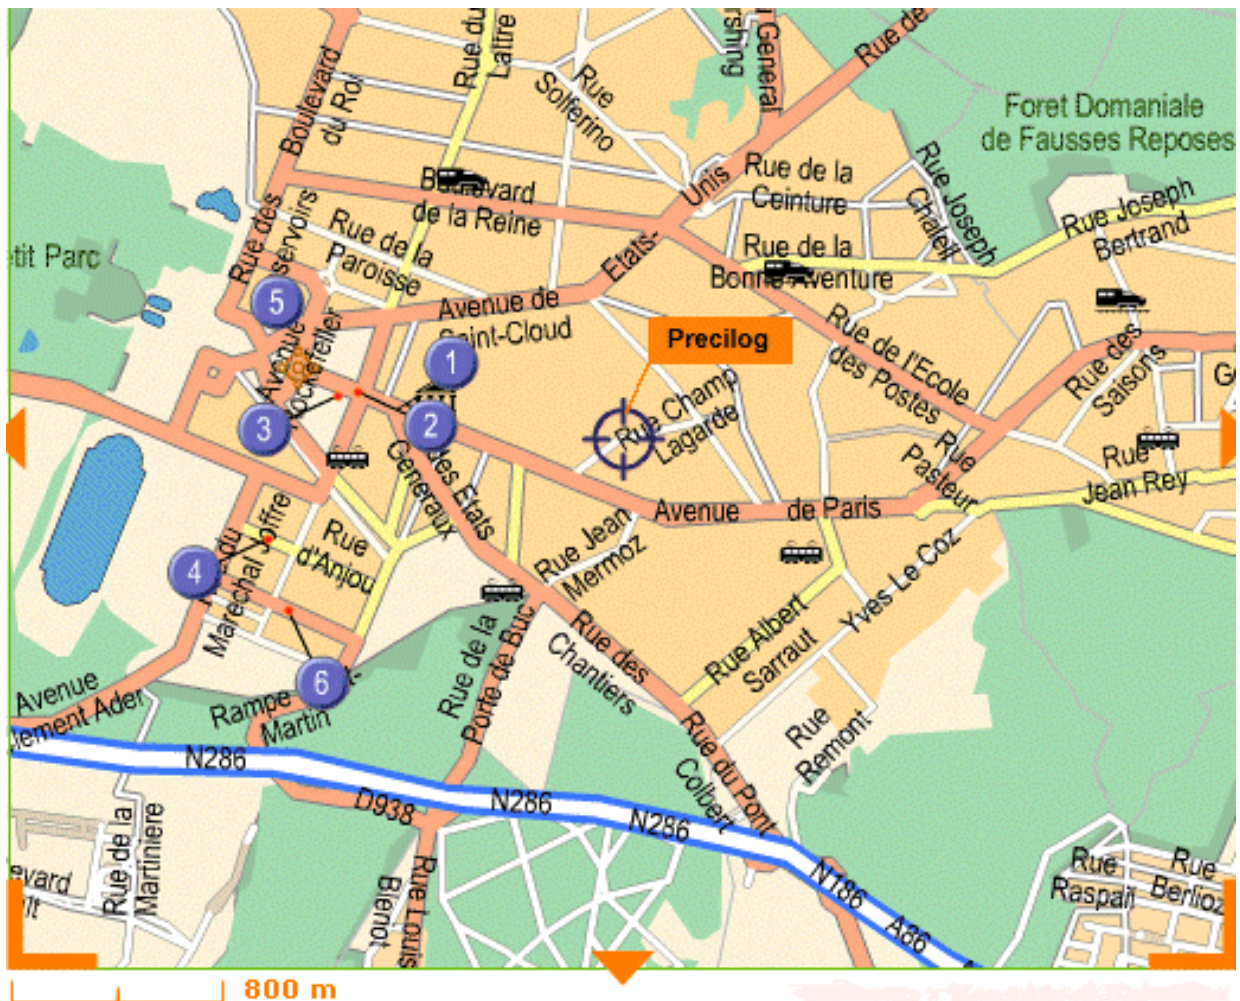 Rue du
Lattre
Rue
Solferino
General
Rue de
Foret Domaniale
de Fausses Reposes
Boulevard
du Roi
Unis
Rue de la
Ceinture
Rue Joseph
Chaleil
Rue Joseph
Bertrand
Boulevard
de la Reine
Rue des
Reservoirs
Rue de la
Paroisse
Etats-
Rue de la
Bonne Aventure
etit Parc
Avenue de
Saint-Cloud
5
1
2
3
Avenue
Rockefeller
Precilog
Rue Champ
Lagarde
Rue de l'Ecole
des Postes
Rue des
Saisons
Rue
Pasteur
Rue
Jean Rey
des Etats
Generaux
Avenue de Paris
Rue
d'Anjou
4
du
Marechal Joffre
Rue Jean
Mermoz
Yves Le Coz
Rue Albert
Sarraut
Rue de la
Porte de Buc
Rue des
Chantiers
6
Rampe
Martin
Avenue
Clement Ader
Rue
Remont
Rue du Pont
Colbert
N286
N286
N286
D938
N186
A86
Rue de la
Martiniere
evard
Blenot
Rue Louis
Rue
Raspail
Rue
Berlioz
800 m